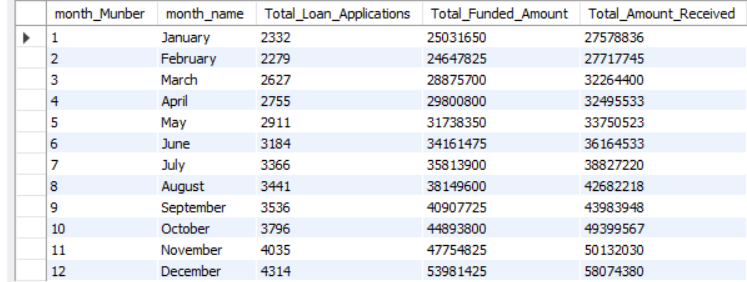 month_Munber month_name Total_Loan_Applications Total_Funded_Amount Total_Amount_Received
1 January 2332 25031650 27578836
2 February 2279 24647825 27717745
3 March 2627 28875700 32264400
4 April 2755 29800800 32495533
5 May 2911 31738350 33750523
6 June 3184 34161475 36164533
7 July 3366 35813900 38827220
8 August 3441 38149600 42682218
9 September 3536 40907725 43983948
10 October 3796 44893800 49399567
11 November 4035 47754825 50132030
12 December 4314 53981425 58074380